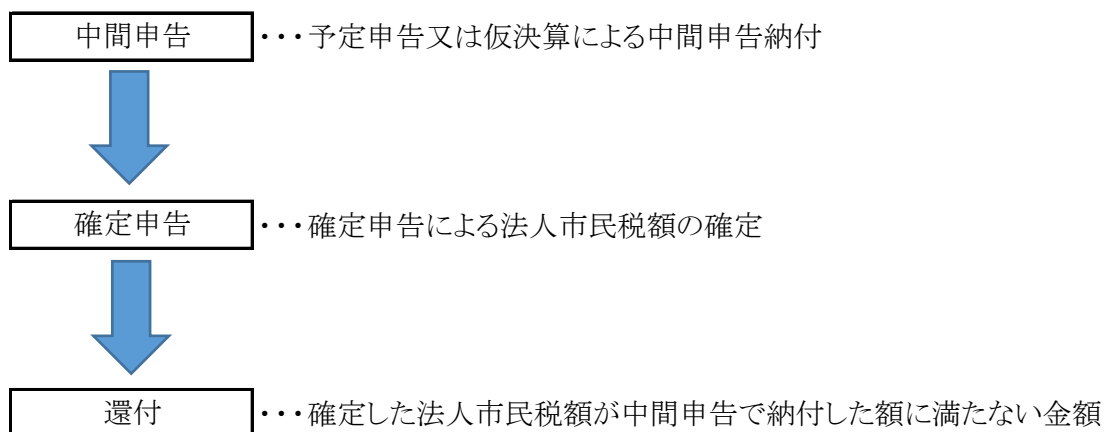 中間申告 ・・・予定申告又は仮決算による中間申告納付
確定申告 ・・・確定申告による法人市民税額の確定
還付 ・・・確定した法人市民税額が中間申告で納付した額に満たない金額